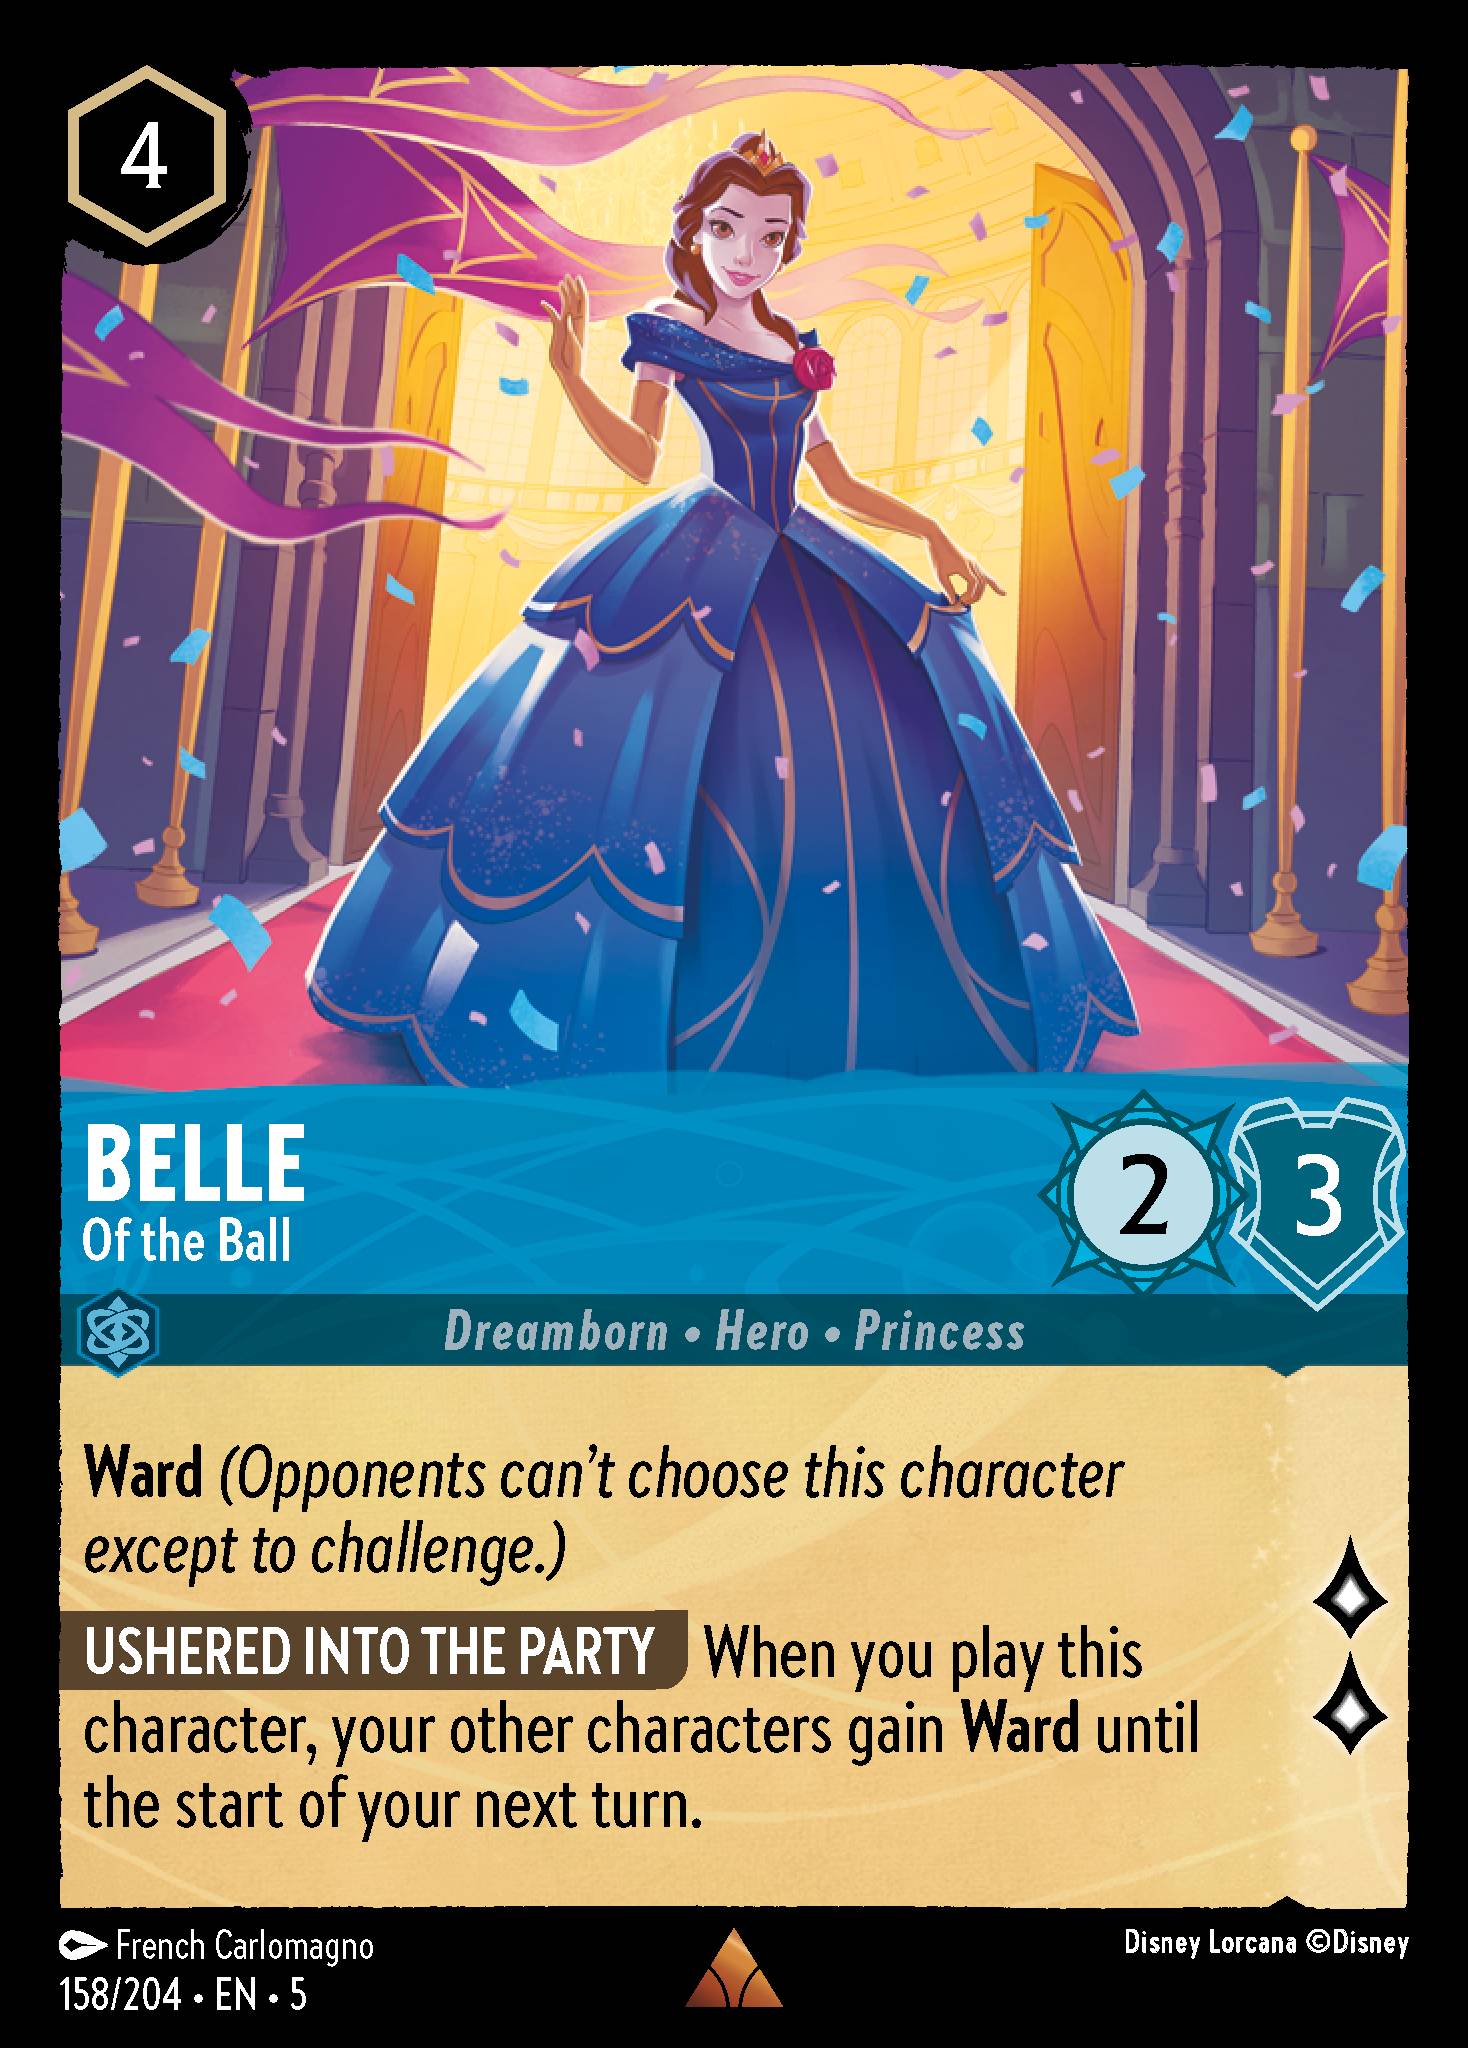 4
BELLE
Of the Ball
2
3
Dreamborn • Hero • Princess
Ward (Opponents can't choose this character
except to challenge.)
USHERED INTO THE PARTY When you play this
character, your other characters gain Ward until
the start of your next turn.
French Carlomagno
158/204 • EN • 5
Disney Lorcana ©Disney